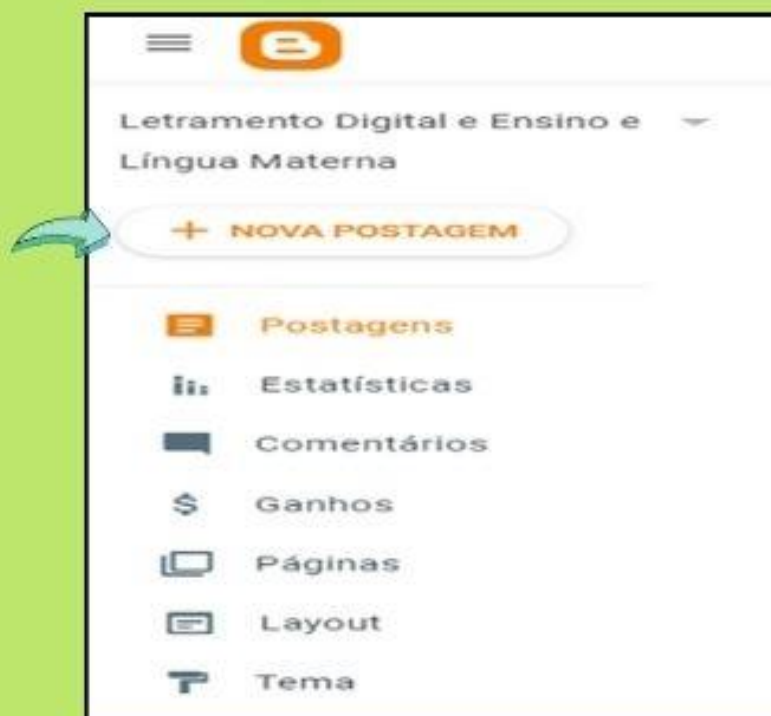 Letramento Digital e Ensino e
Língua Materna
+ NOVA POSTAGEM
Postagens
Estatísticas
Comentários
$ Ganhos
Páginas
Layout
Tema